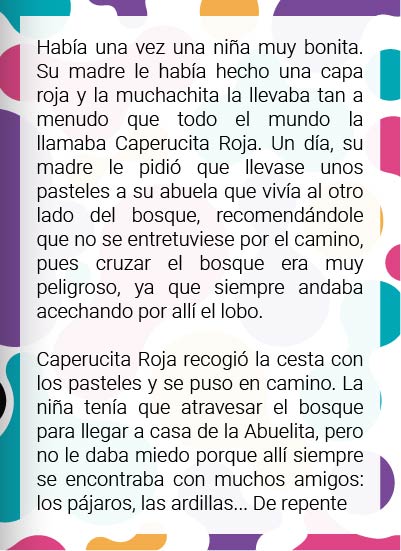 Había una vez una niña muy bonita.
Su madre le había hecho una capa
roja y la muchachita la llevaba tan a
menudo que todo el mundo la
llamaba Caperucita Roja. Un día, su
madre le pidió que llevase unos
pasteles a su abuela que vivía al otro
lado del bosque, recomendándole
que no se entretuviese por el camino,
pues cruzar el bosque era muy
peligroso, ya que siempre andaba
acechando por allí el lobo.

Caperucita Roja recogió la cesta con
los pasteles y se puso en camino. La
niña tenía que atravesar el bosque
para llegar a casa de la Abuelita, pero
no le daba miedo porque allí siempre
se encontraba con muchos amigos:
los pájaros, las ardillas... De repente